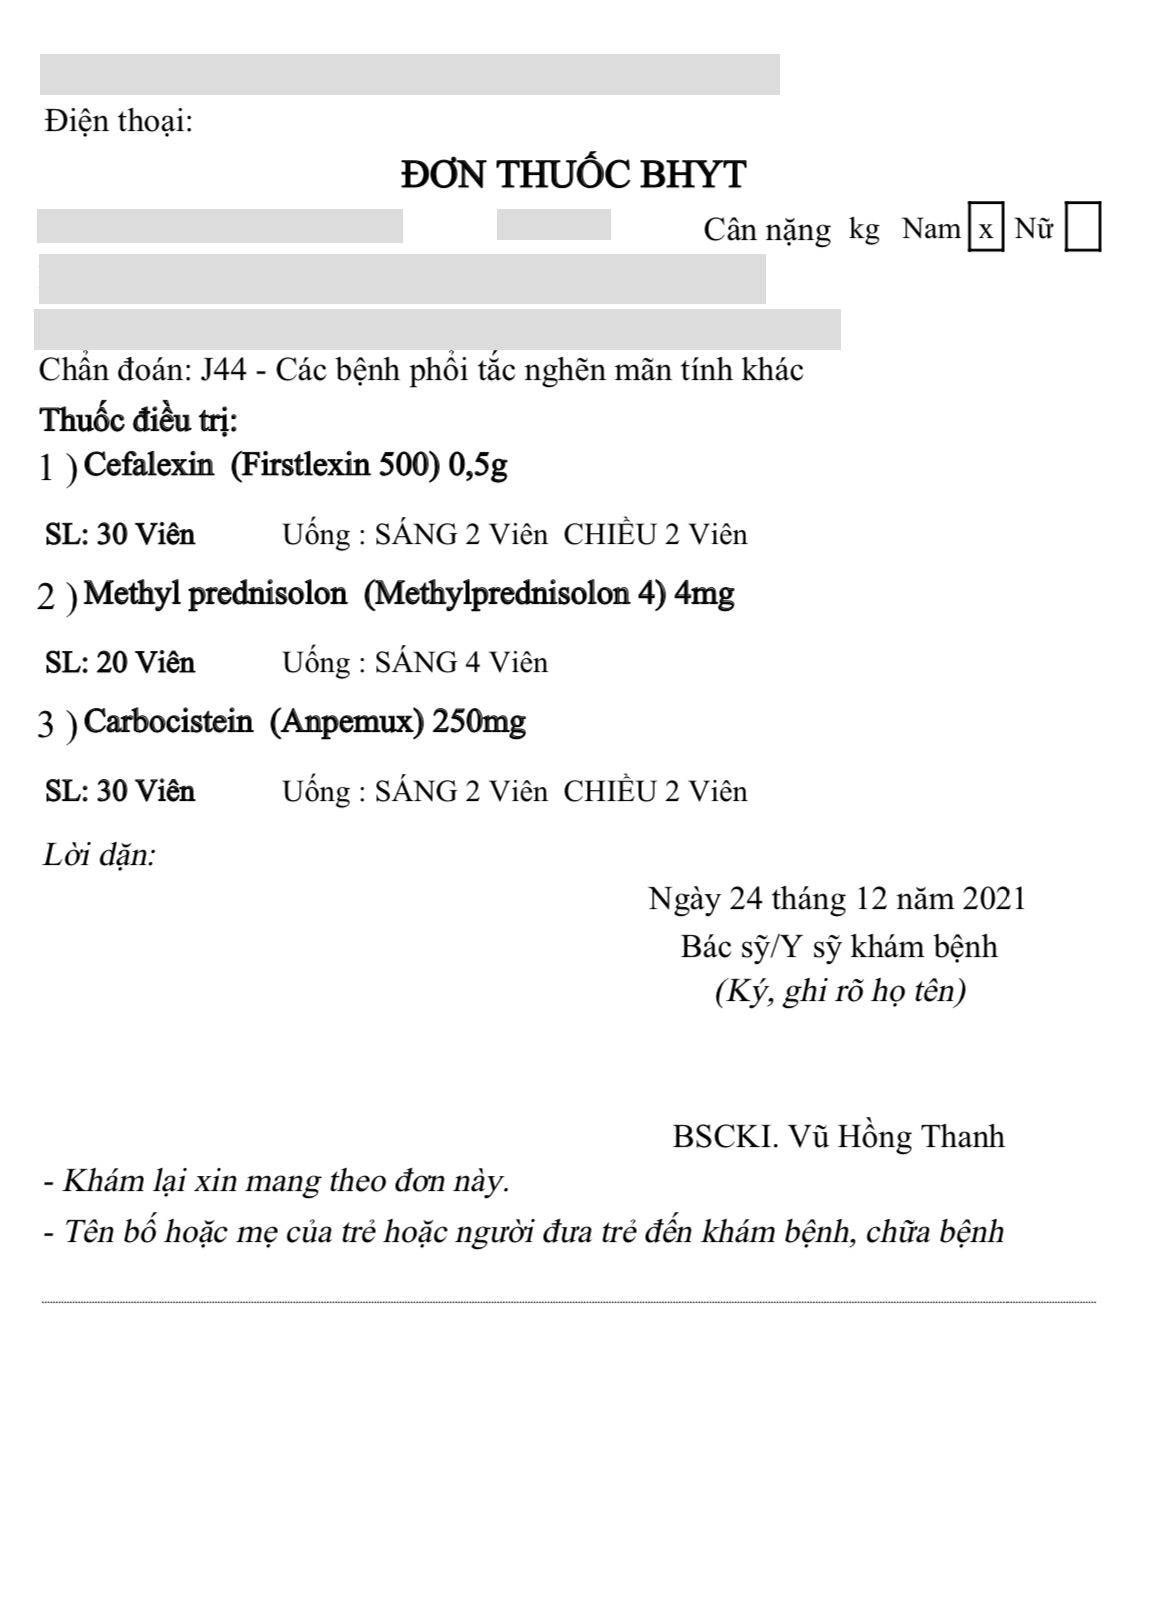 Điện thoại:
ĐƠN THUỐC BHYT
Cân nặng kg Nam x Nữ
Chẩn đoán: J44 - Các bệnh phổi tắc nghẽn mãn tính khác
Thuốc điều trị:
1 ) Cefalexin (Firstlexin 500) 0,5g
SL: 30 Viên Uống : SÁNG 2 Viên CHIỀU 2 Viên
2 ) Methyl prednisolon (Methylprednisolon 4) 4mg
SL: 20 Viên Uống : SÁNG 4 Viên
3 ) Carbocistein (Anpemux) 250mg
SL: 30 Viên Uống : SÁNG 2 Viên CHIỀU 2 Viên
Lời dặn:
Ngày 24 tháng 12 năm 2021
Bác sỹ/Y sỹ khám bệnh
(Ký, ghi rõ họ tên)
BSCKI. Vũ Hồng Thanh
- Khám lại xin mang theo đơn này.
- Tên bố hoặc mẹ của trẻ hoặc người đưa trẻ đến khám bệnh, chữa bệnh